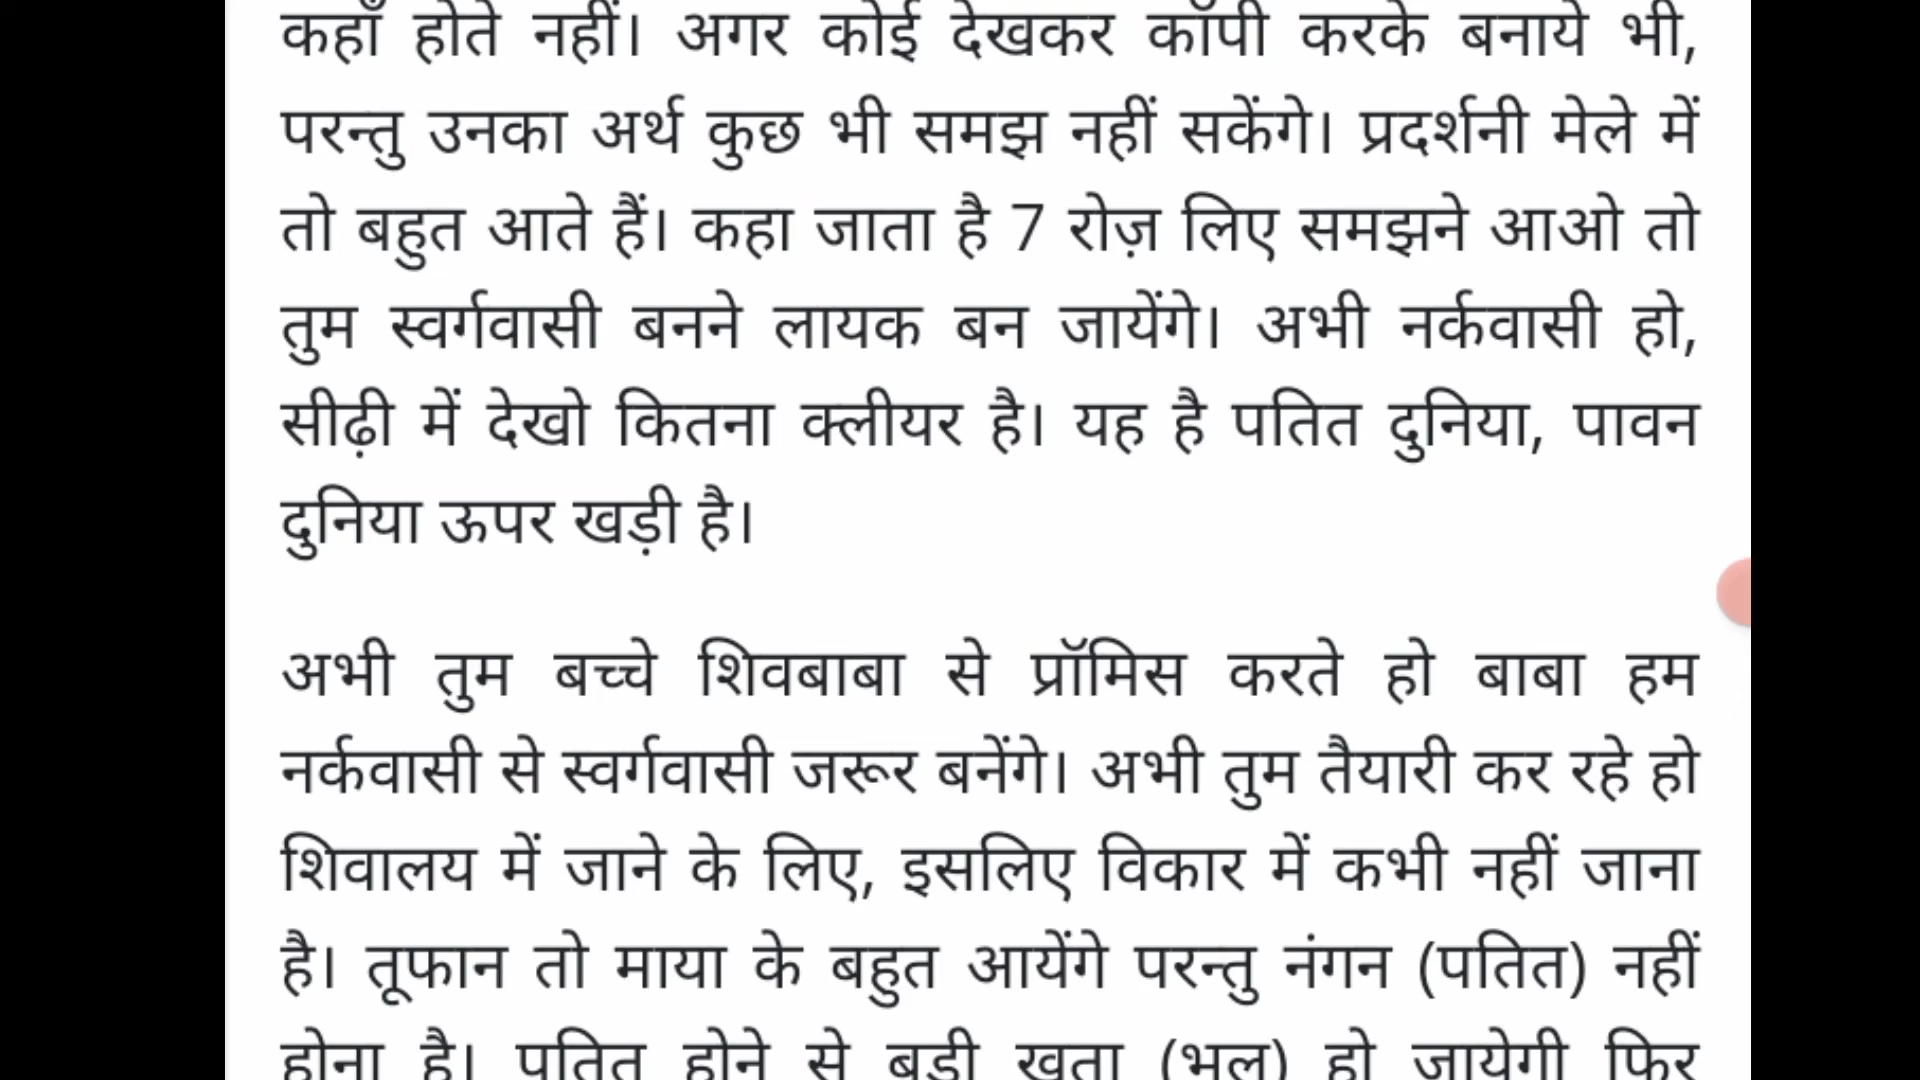 कहाँ होते नहीं। अगर कोई देखकर कॉपी करके बनाये भी,
परन्तु उनका अर्थ कुछ भी समझ नहीं सकेंगे। प्रदर्शनी मेले में
तो बहुत आते हैं। कहा जाता है 7 रोज़ लिए समझने आओ तो
तुम स्वर्गवासी बनने लायक बन जायेंगे। अभी नर्कवासी हो,
सीढ़ी में देखो कितना क्लीयर है। यह है पतित दुनिया, पावन
दुनिया ऊपर खड़ी है।
अभी तुम बच्चे शिवबाबा से प्रॉमिस करते हो बाबा हम
नर्कवासी से स्वर्गवासी जरूर बनेंगे। अभी तुम तैयारी कर रहे हो
शिवालय में जाने के लिए, इसलिए विकार में कभी नहीं जाना
है। तूफान तो माया के बहुत आयेंगे परन्तु नंगन (पतित) नहीं
होना है। पतित होने से बड़ी खता (भूल) हो जायेगी फिर